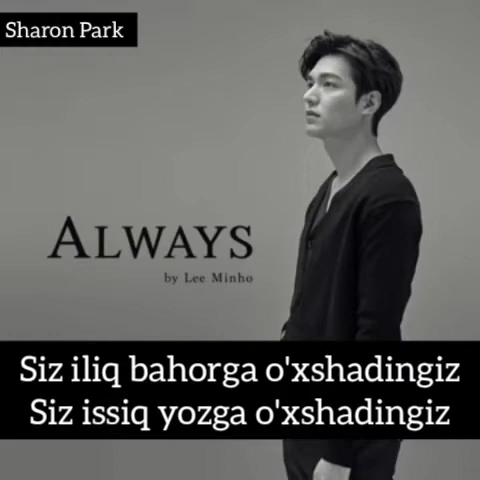 Sharon Park
ALWAYS
by Lee Minho
Siz iliq bahorga o'xshadingiz
Siz issiq yozga o'xshadingiz